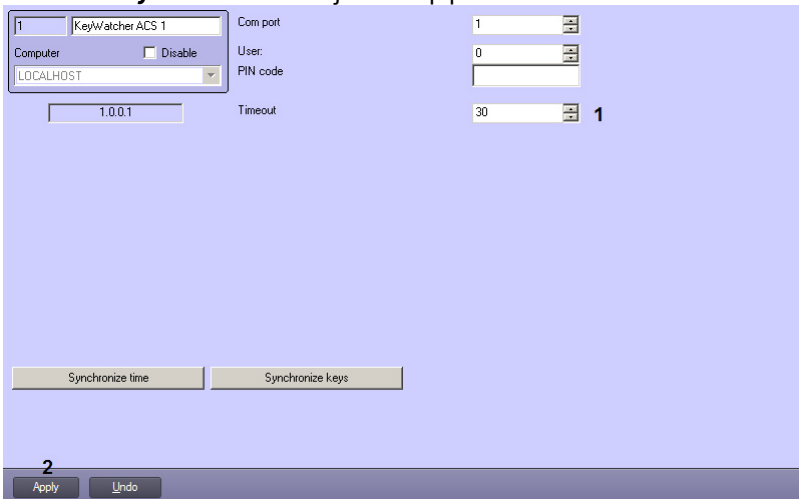 1 KeyWatcher ACS 1 Com port 1
Computer Disable User: 0
LOCALHOST PIN code
1.0.0.1 Timeout 30 1
Synchronize time Synchronize keys
2
Apply Undo